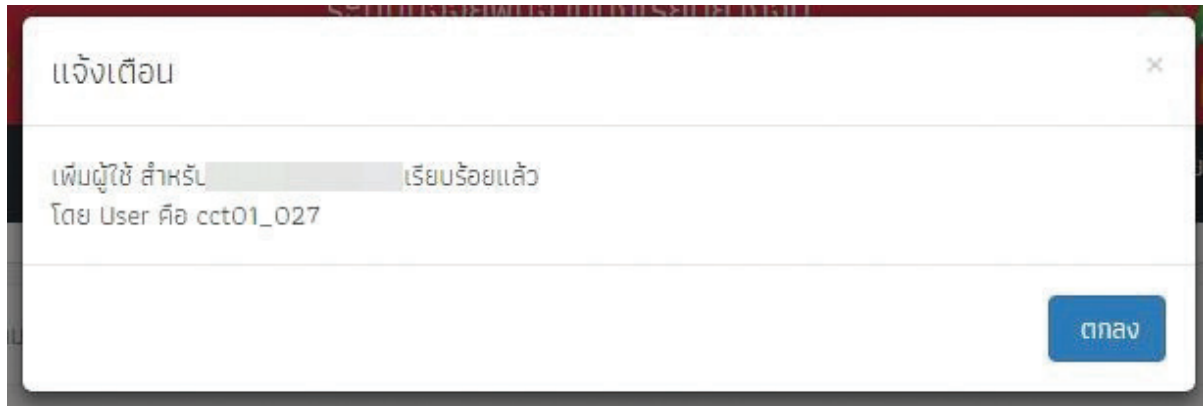 แจ้งเตือน
×
เพิ่มผู้ใช้ สำหรับ เรียบร้อยแล้ว
โดย User คือ cct01_027
ตกลง